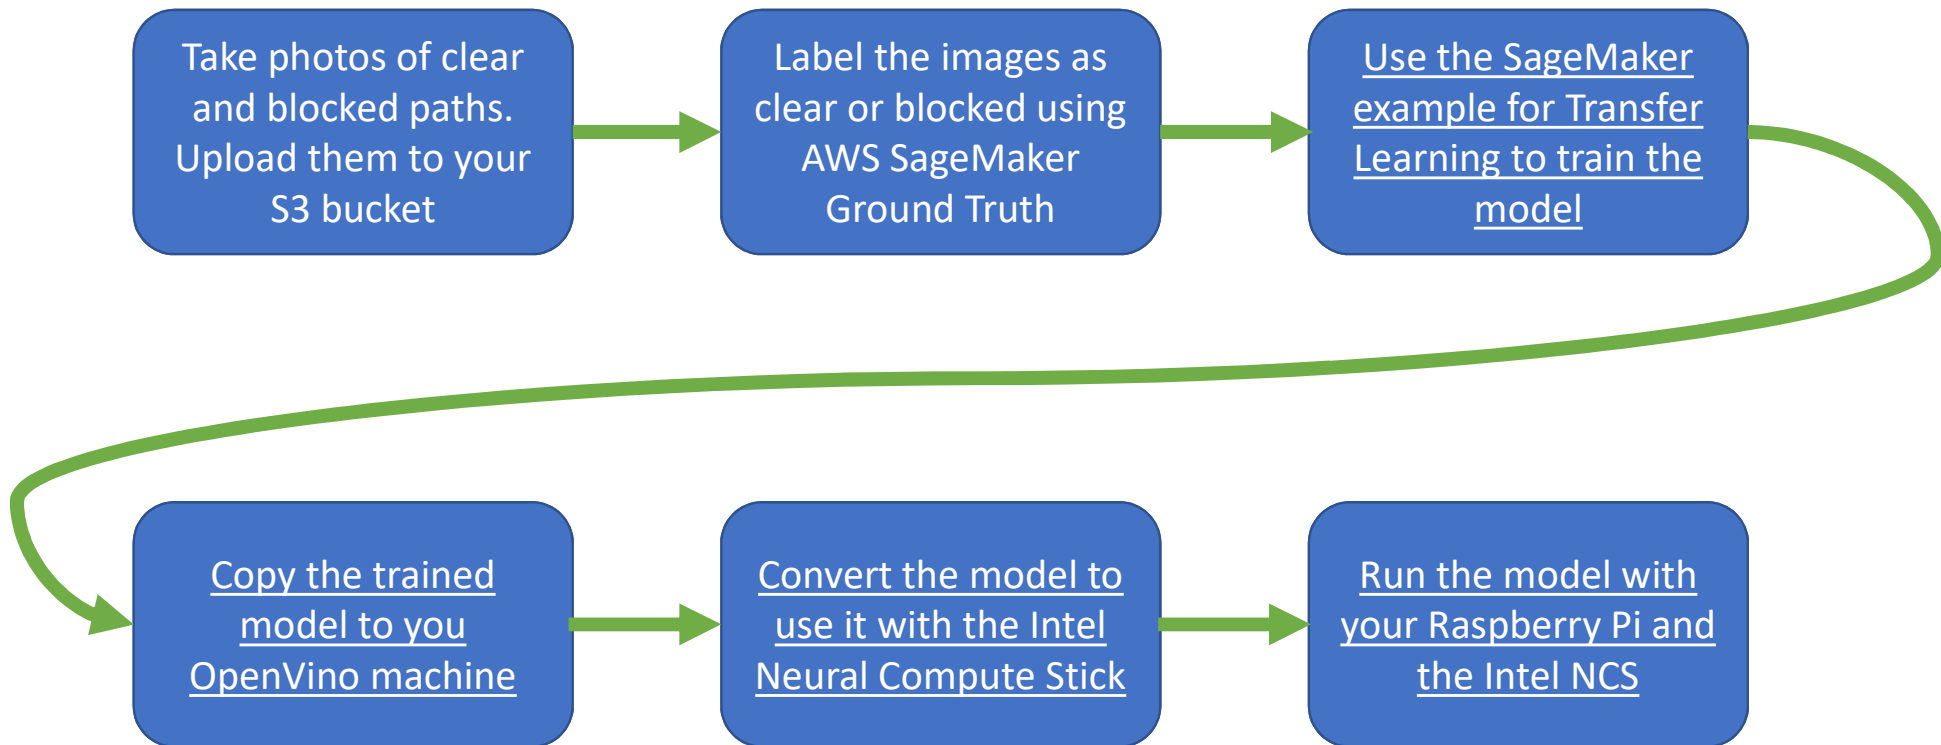 Take photos of clear
and blocked paths.
Upload them to your
S3 bucket
Label the images as
clear or blocked using
AWS SageMaker
Ground Truth
Use the SageMaker
example for Transfer
Learning to train the
model
Copy the trained
model to you
OpenVino machine
Convert the model to
use it with the Intel
Neural Compute Stick
Run the model with
your Raspberry Pi and
the Intel NCS